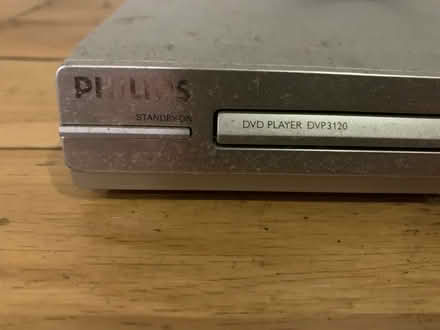 PHILIPS
STANDBY-ON
DVD PLAYER DVP3120